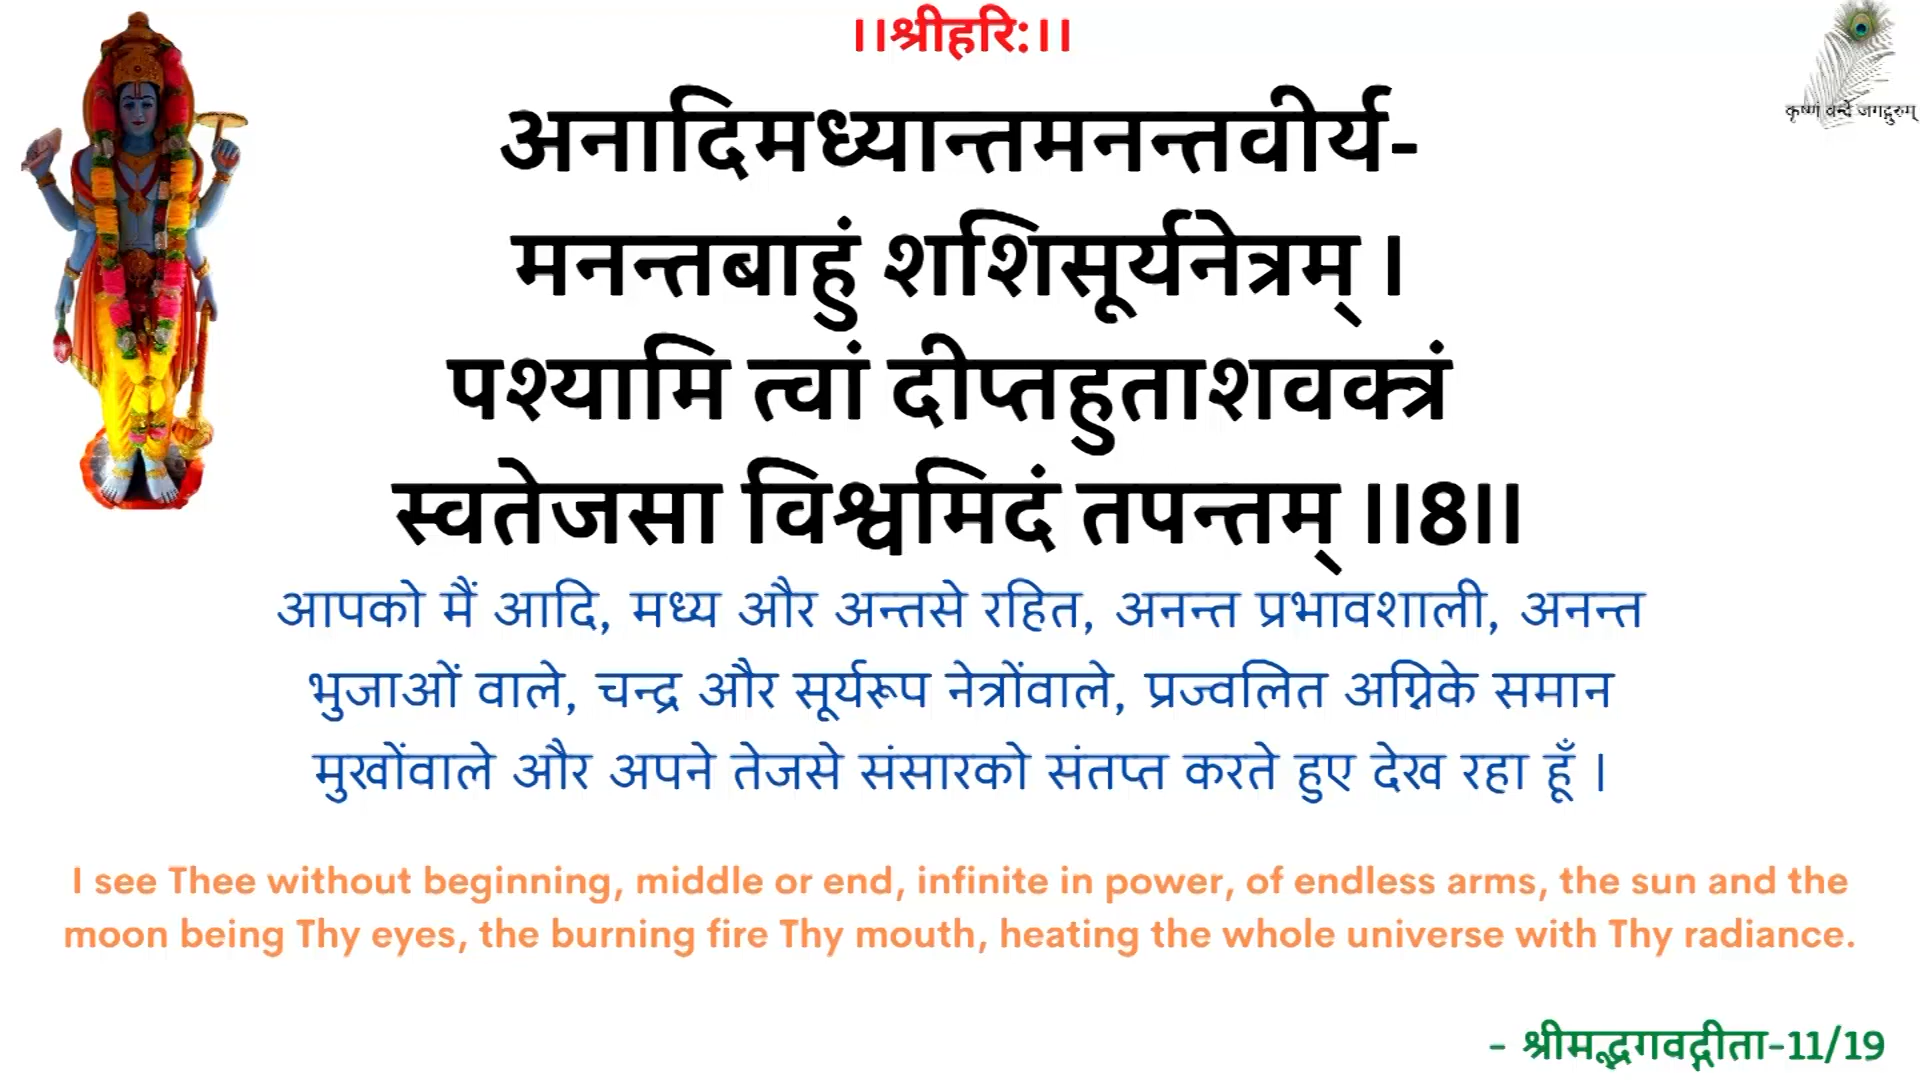 ।।श्रीहरि:।।
कृष्णं वन्दे जगद्गुरुम्
अनादिमध्यान्तमनन्तवीर्य-
मनन्तबाहुं शशिसूर्यनेत्रम् ।
पश्यामि त्वां दीप्तहुताशवक्त्रं
स्वतेजसा विश्वमिदं तपन्तम् ।।8।।
आपको मैं आदि, मध्य और अन्तसे रहित, अनन्त प्रभावशाली, अनन्त
भुजाओं वाले, चन्द्र और सूर्यरूप नेत्रोंवाले, प्रज्वलित अग्निके समान
मुखोंवाले और अपने तेजसे संसारको संतप्त करते हुए देख रहा हूँ ।
I see Thee without beginning, middle or end, infinite in power, of endless arms, the sun and the
moon being Thy eyes, the burning fire Thy mouth, heating the whole universe with Thy radiance.
- श्रीमद्भगवद्गीता-11/19